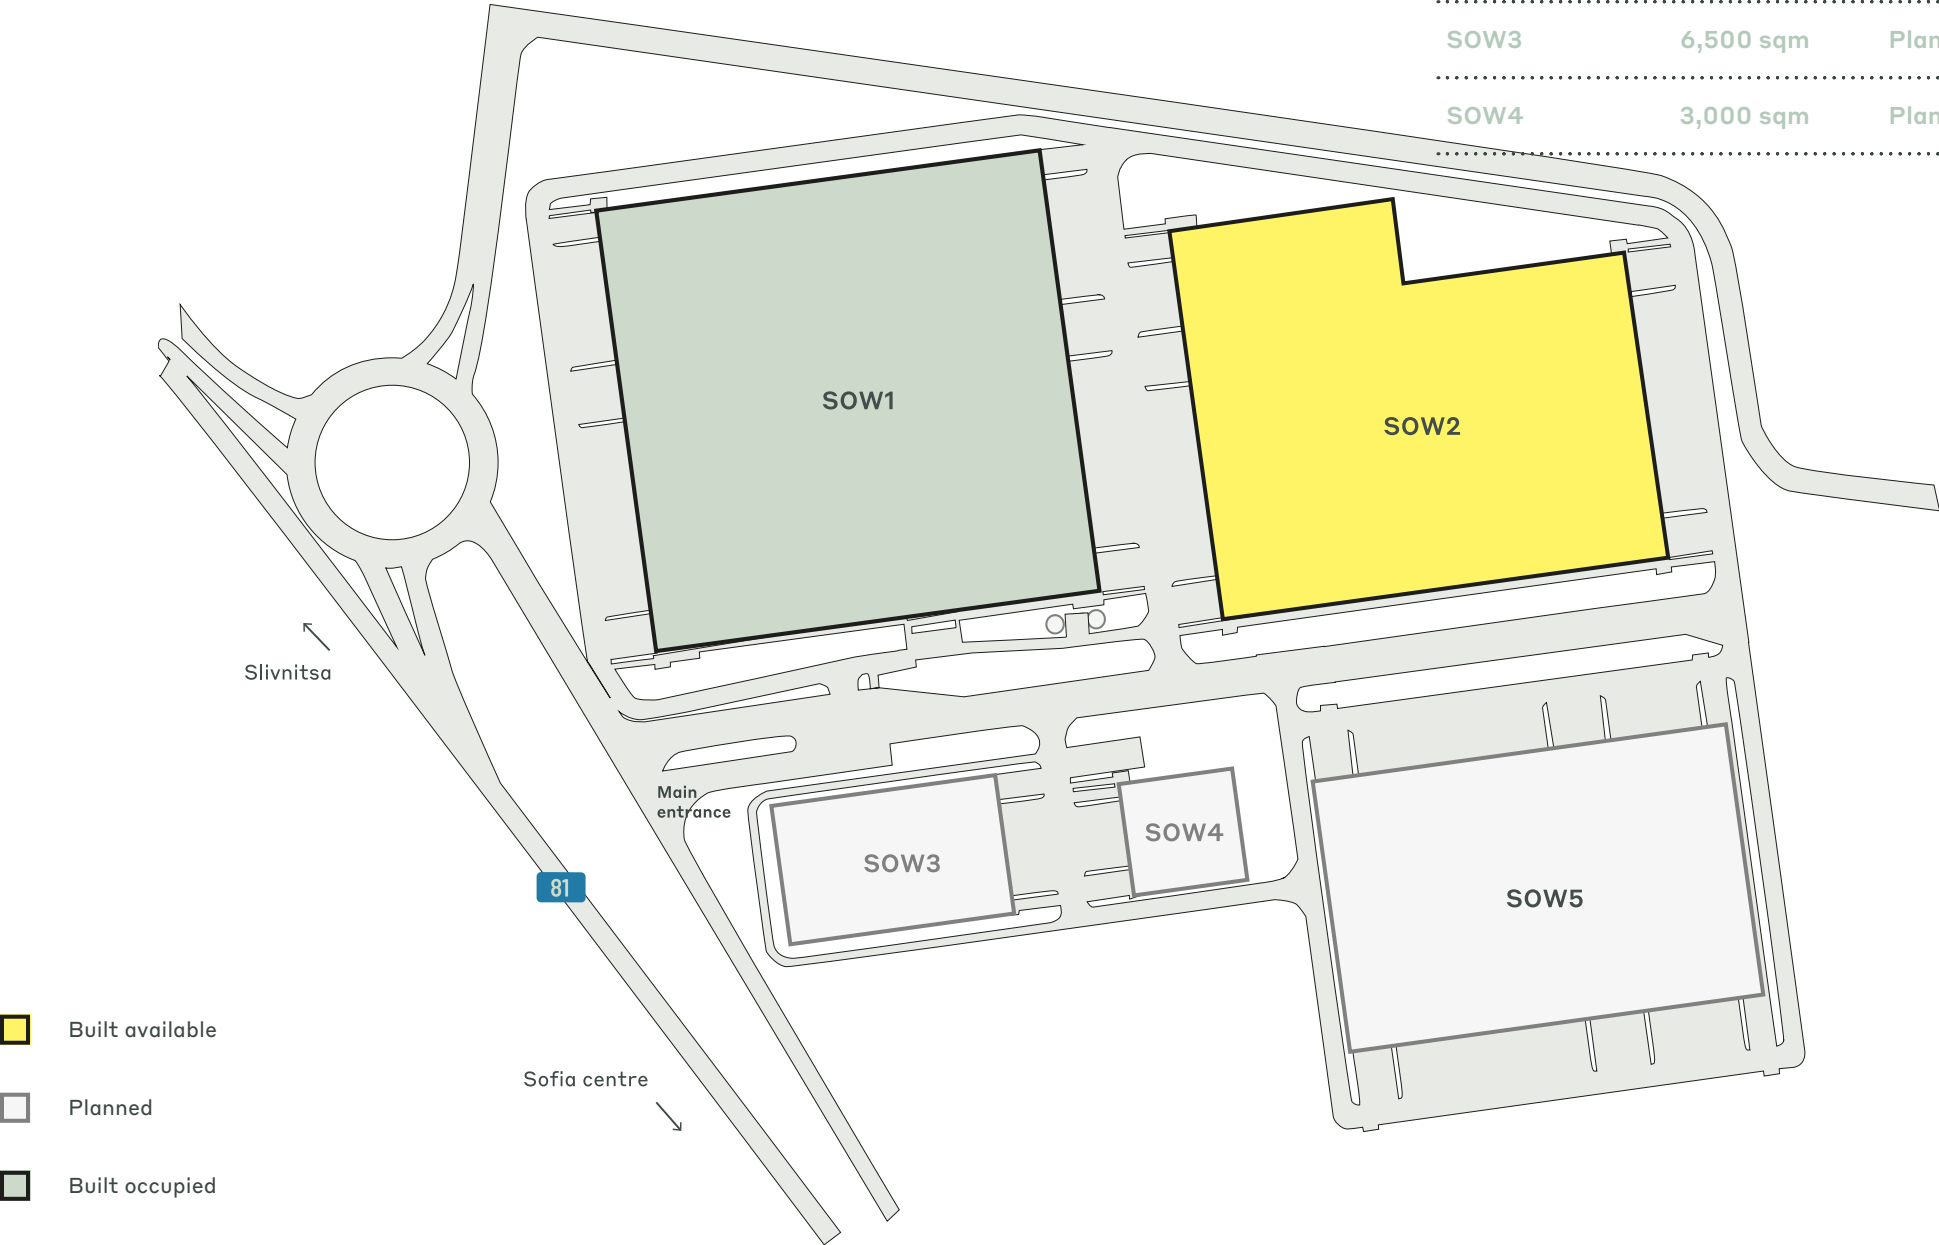 SOW3 6,500 sqm Plan
SOW4 3,000 sqm Plan
SOW1
SOW2
Slivnitsa
Main
entrance
SOW3
SOW4
SOW5
81
Built available
Sofia centre
Planned
Built occupied